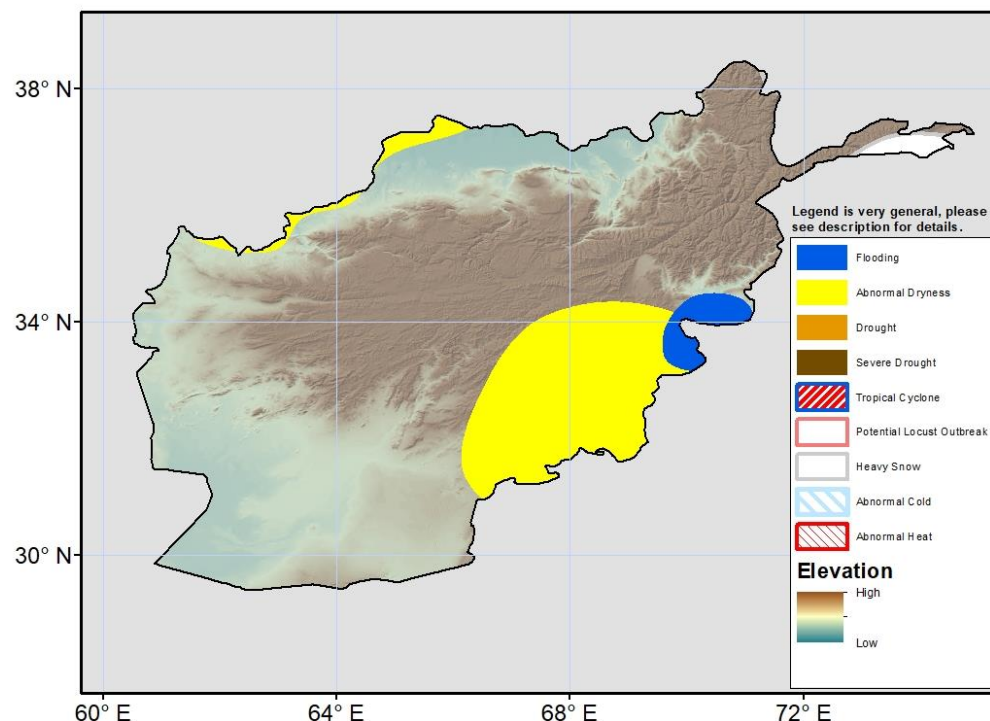 38° N
34° N
30° N
60° E
64° E
68° E
72° E
Legend is very general, please
see description for details.
Flooding
Abnormal Dryness
Drought
Severe Drought
Tropical Cyclone
Potential Locust Outbreak
Heavy Snow
Abnormal Cold
Abnormal Heat
Elevation
High
Low